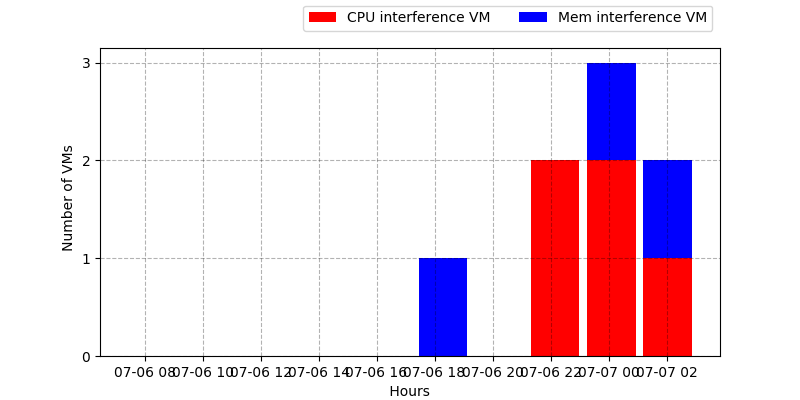 CPU interference VM Mem interference VM
3
2
1
0
Number of VMs
07-06 08 07-06 10 07-06 12 07-06 14 07-06 16 07-06 18 07-06 20 07-06 22 07-07 00 07-07 02
Hours